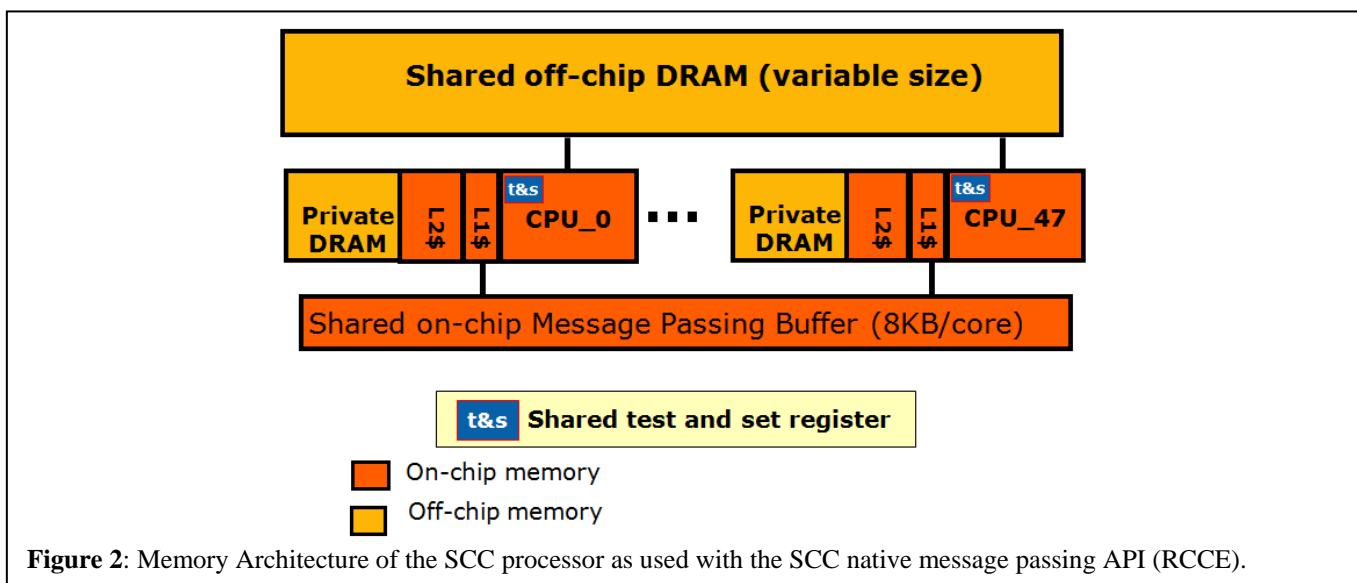 Shared off-chip DRAM (variable size)
Private
DRAM
L2$
L1$
t&s
CPU_0
...
Private
DRAM
L2$
L1$
t&s
CPU_47
Shared on-chip Message Passing Buffer (8KB/core)
t&s Shared test and set register
On-chip memory
Off-chip memory
Figure 2: Memory Architecture of the SCC processor as used with the SCC native message passing API (RCCE).